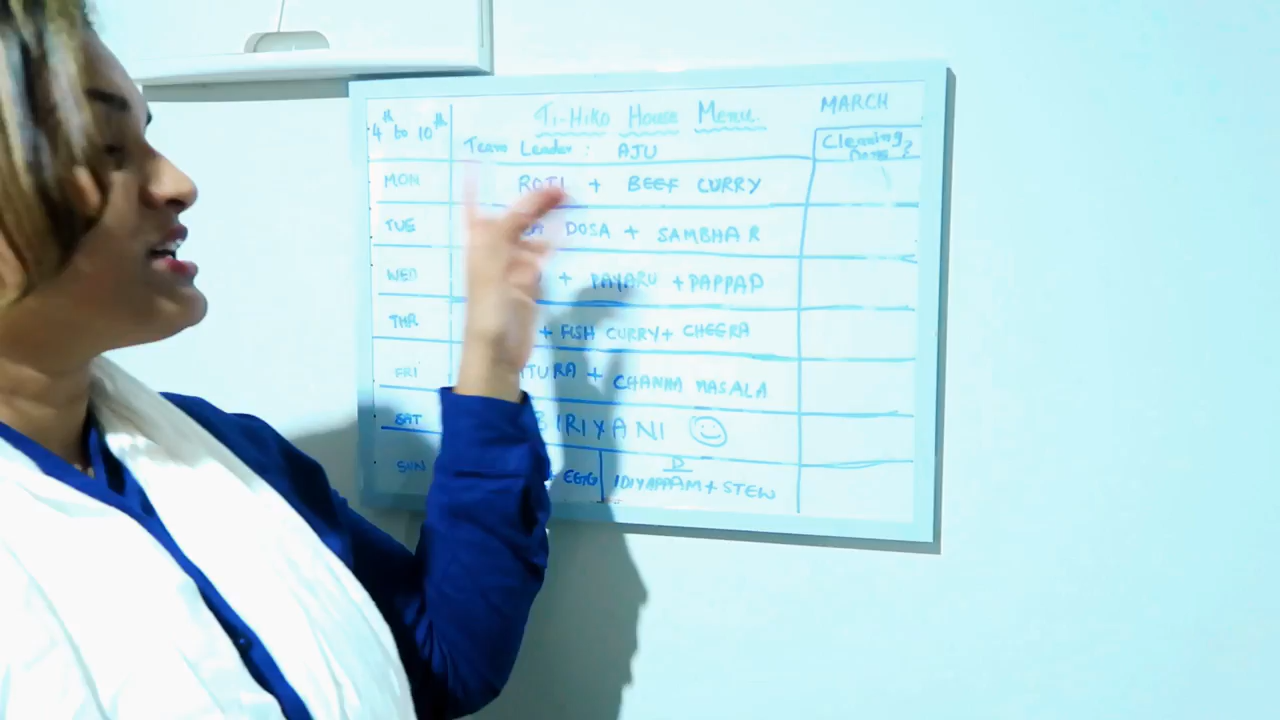 4th to 10th
Ti-Hiko House Menu
MARCH
Team Leader : AJU
Cleaning
Done?
MON ROTI + BEEF CURRY
TUE DOSA + SAMBHAR
WED + PAYARU + PAPPAD
THR + FISH CURRY + CHEERA
FRI + CHANNA MASALA
SAT BIRIYANI
SUN + EGG
D
IDIYAPPAM + STEW